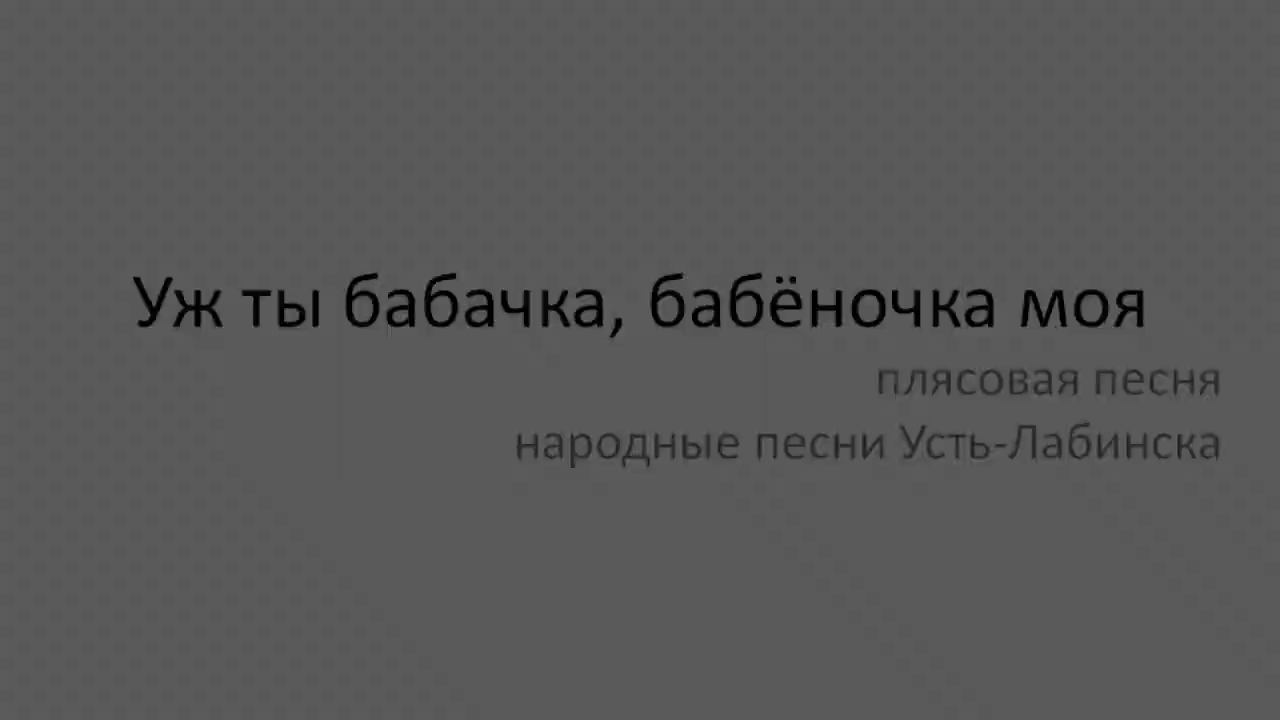 Уж ты бабачка, бабёночка моя
плясовая песня
народные песни Усть-Лабинска